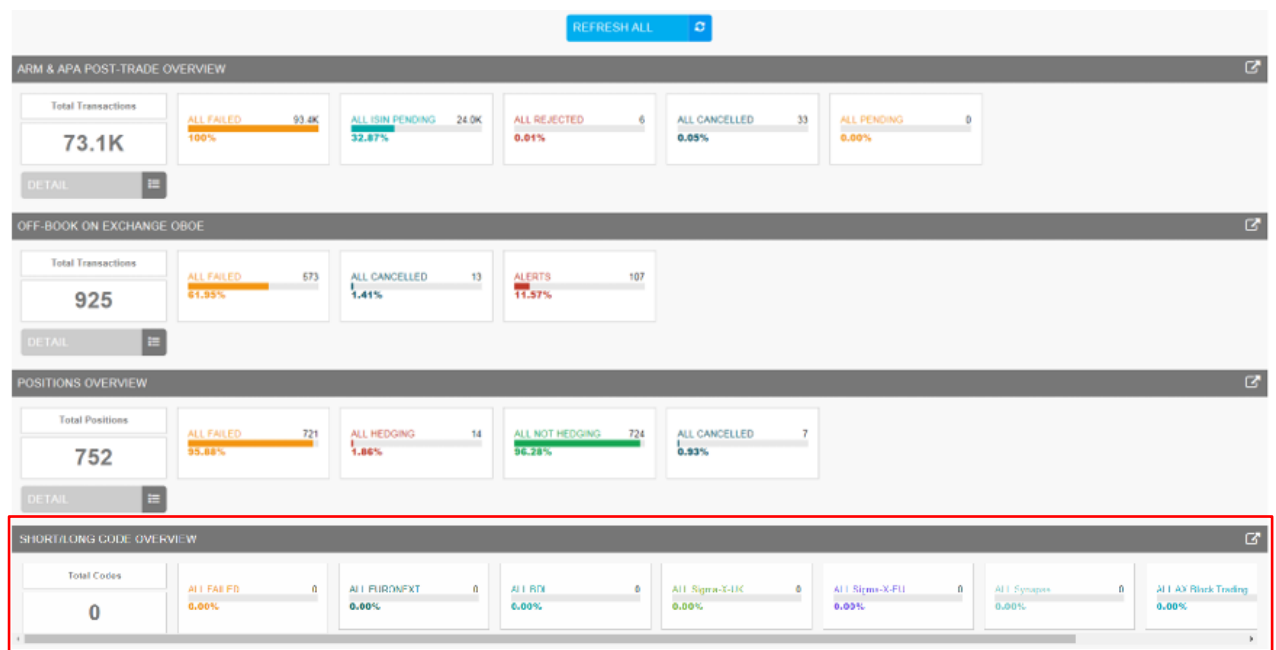 REFRESH ALL
ARM & APA POST-TRADE OVERVIEW
Total Transactions
73.1K
ALL FAILED 93.4K
100%
ALL ISIN PENDING 24.0K
32.87%
ALL REJECTED 6
0.01%
ALL CANCELLED 33
0.05%
ALL PENDING 0
0.00%
DETAIL
OFF-BOOK ON EXCHANGE OBOE
Total Transactions
925
ALL FAILED 573
61.95%
ALL CANCELLED 13
1.41%
ALERTS 107
11.57%
DETAIL
POSITIONS OVERVIEW
Total Positions
752
ALL FAILED 721
95.88%
ALL HEDGING 14
1.86%
ALL NOT HEDGING 724
96.28%
ALL CANCELLED 7
0.93%
DETAIL
SHORT/LONG CODE OVERVIEW
Total Codes
0
ALL FAILED 0
0.00%
ALL EURONEXT 0
0.00%
ALL BDL 0
0.00%
ALL Sigma-X-UK 0
0.00%
ALL Sigma-X-EU 0
0.00%
ALL Synapas 0
0.00%
ALL AX Block Trading
0.00%